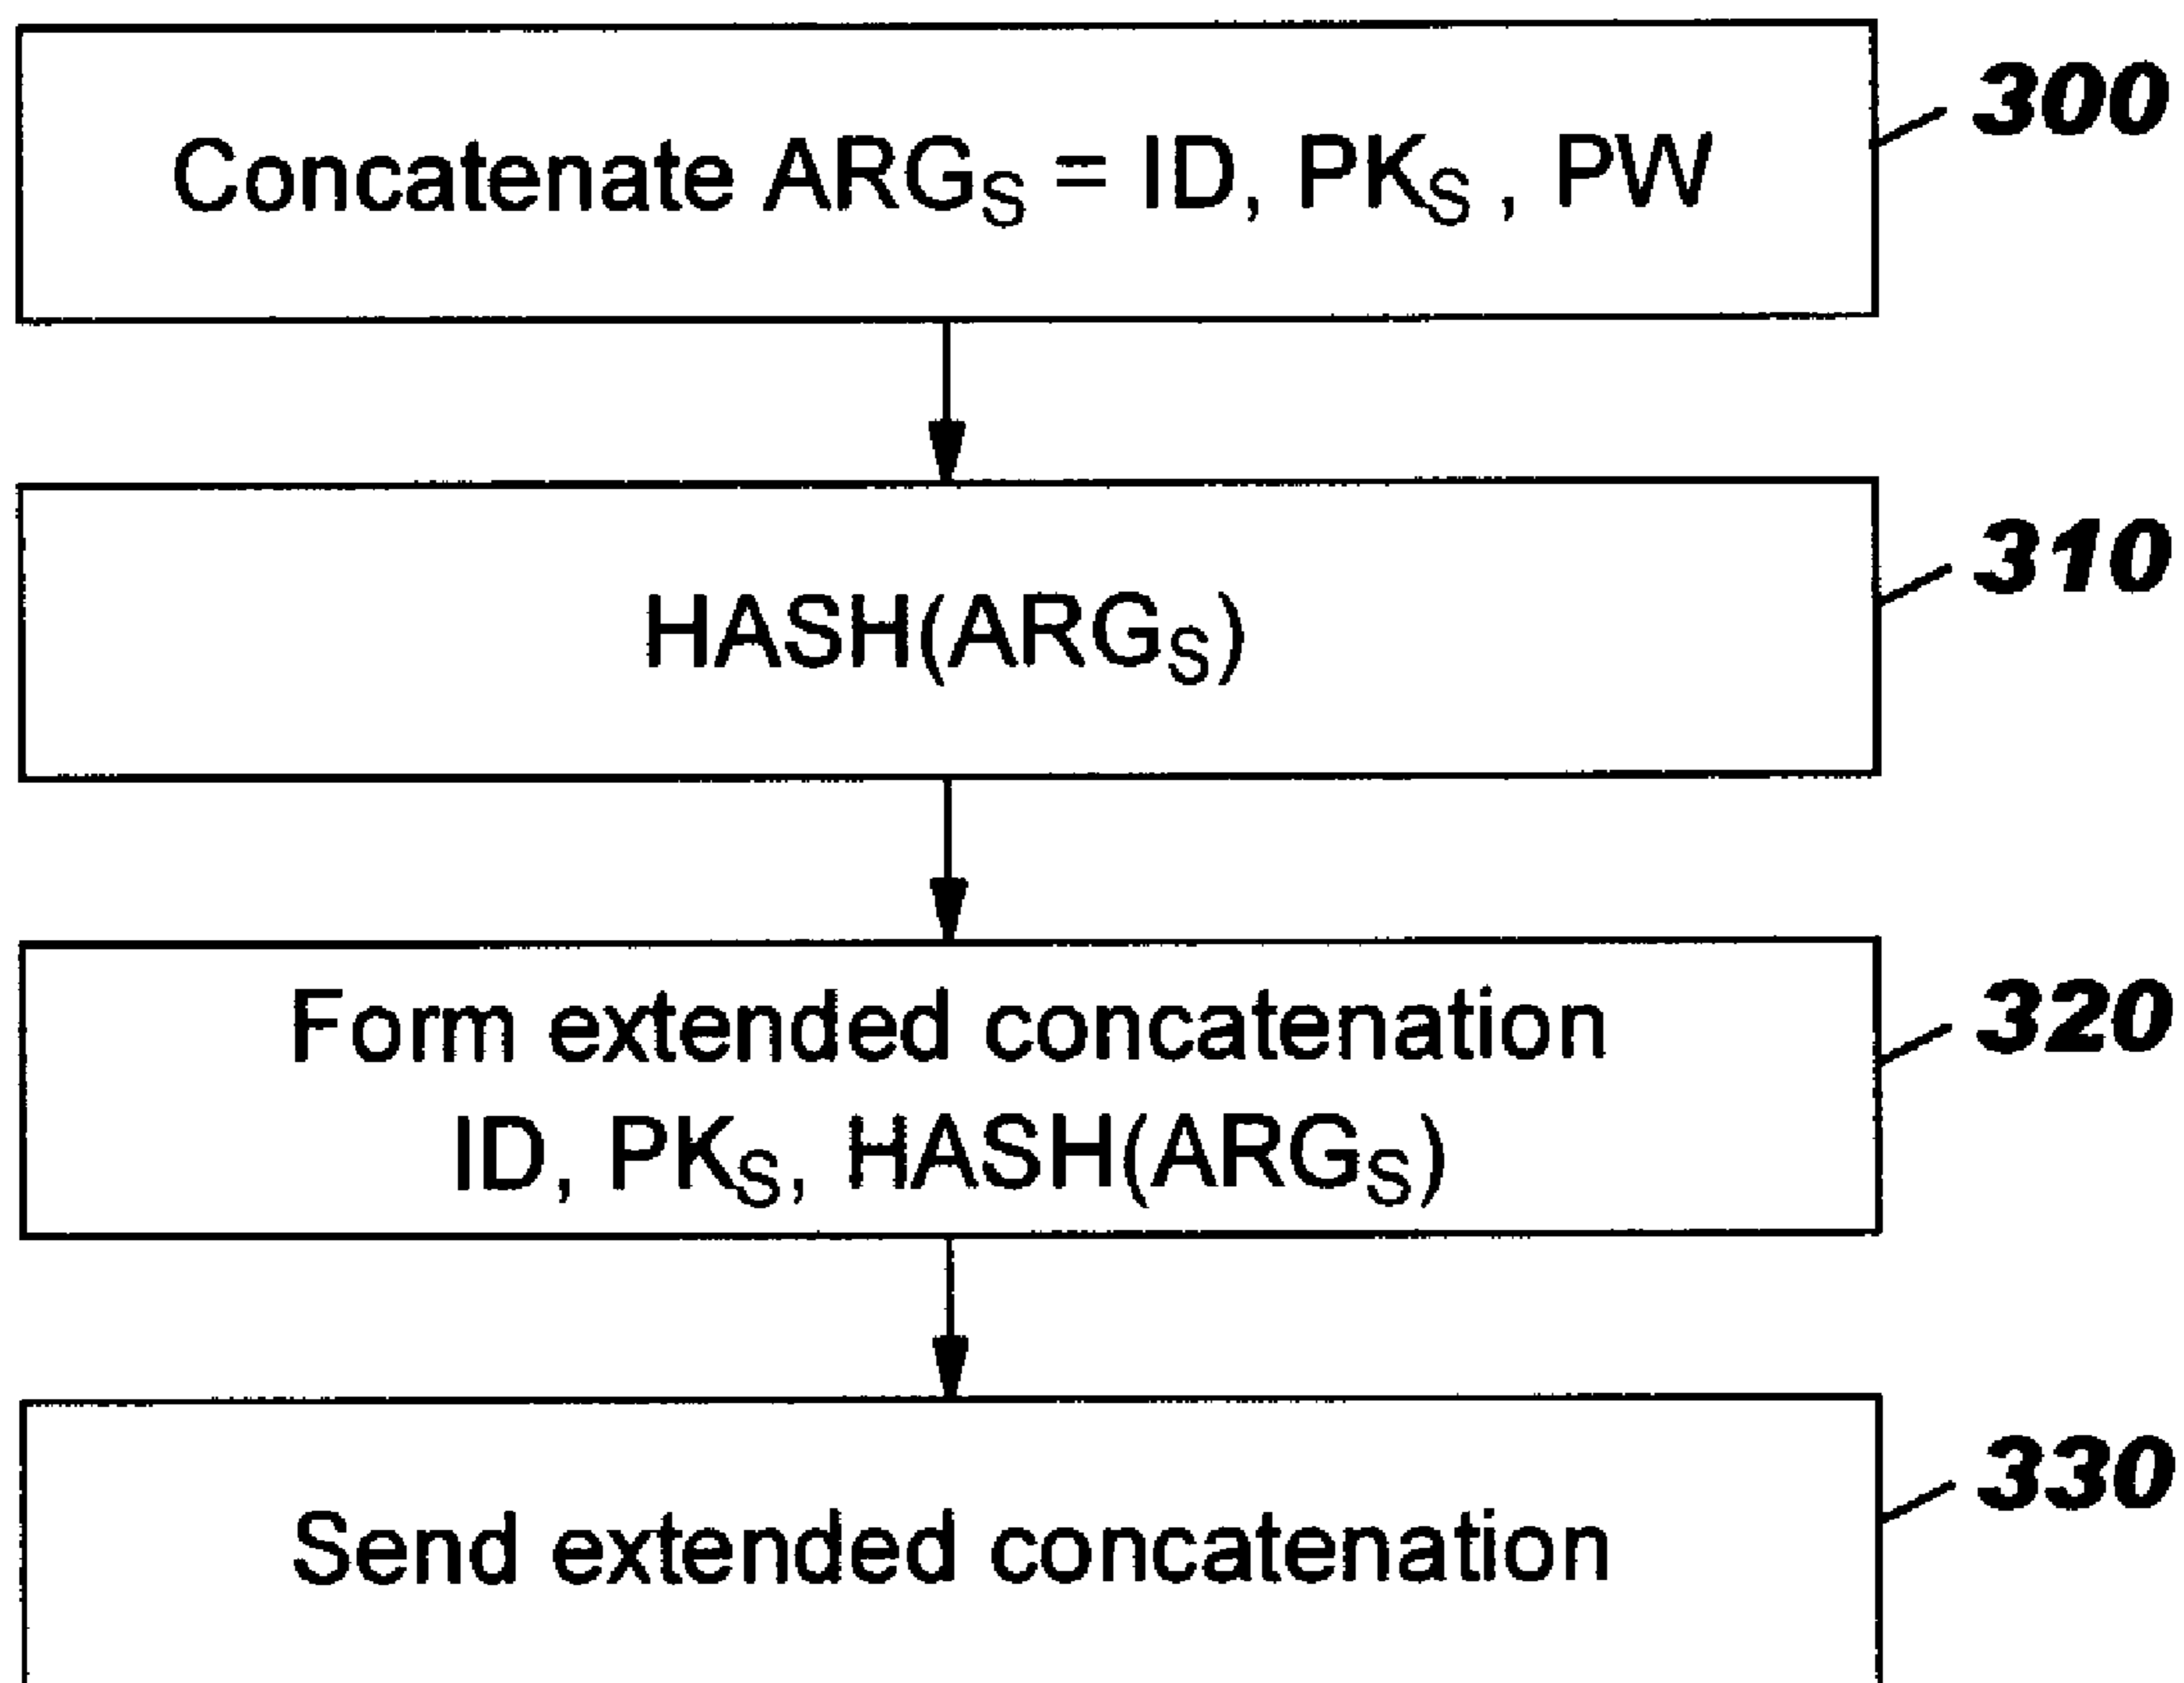 Concatenate ARGS = ID, PKS , PW
300
HASH(ARGS)
310
Form extended concatenation
ID, PKS, HASH(ARGS)
320
Send extended concatenation
330